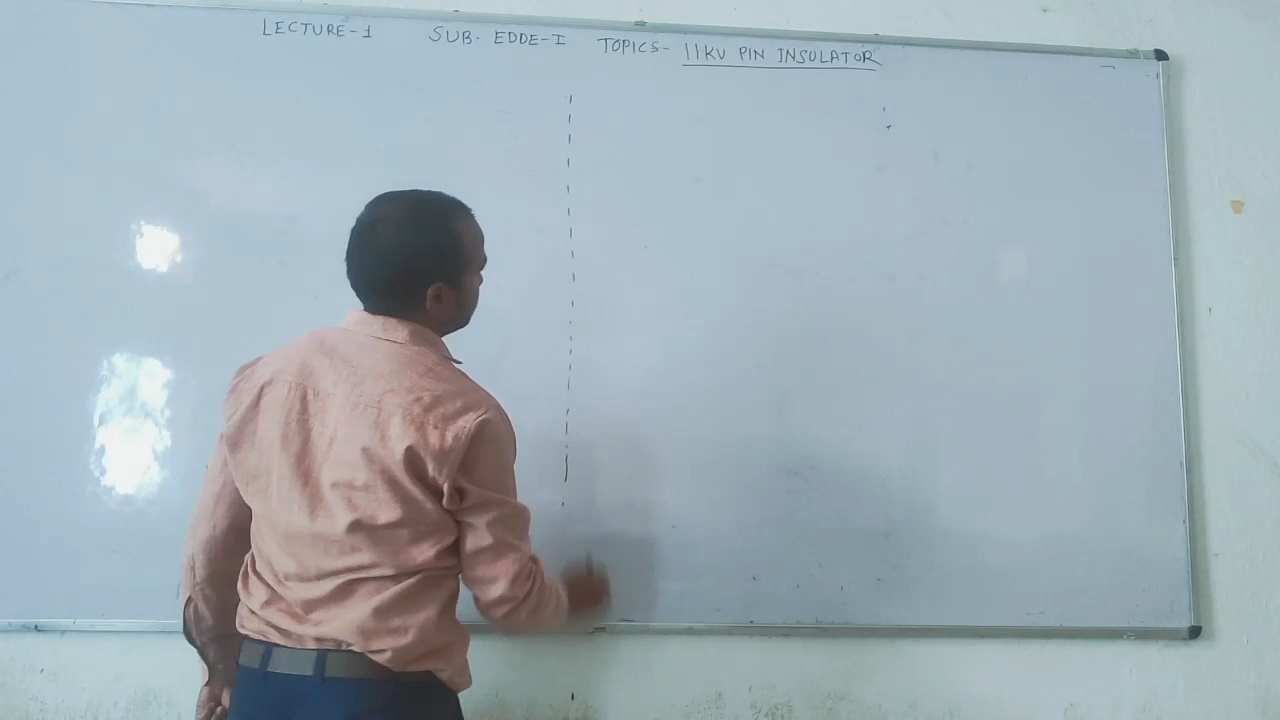 LECTURE-1 SUB- EDDE-I TOPICS- 11KV PIN INSULATOR